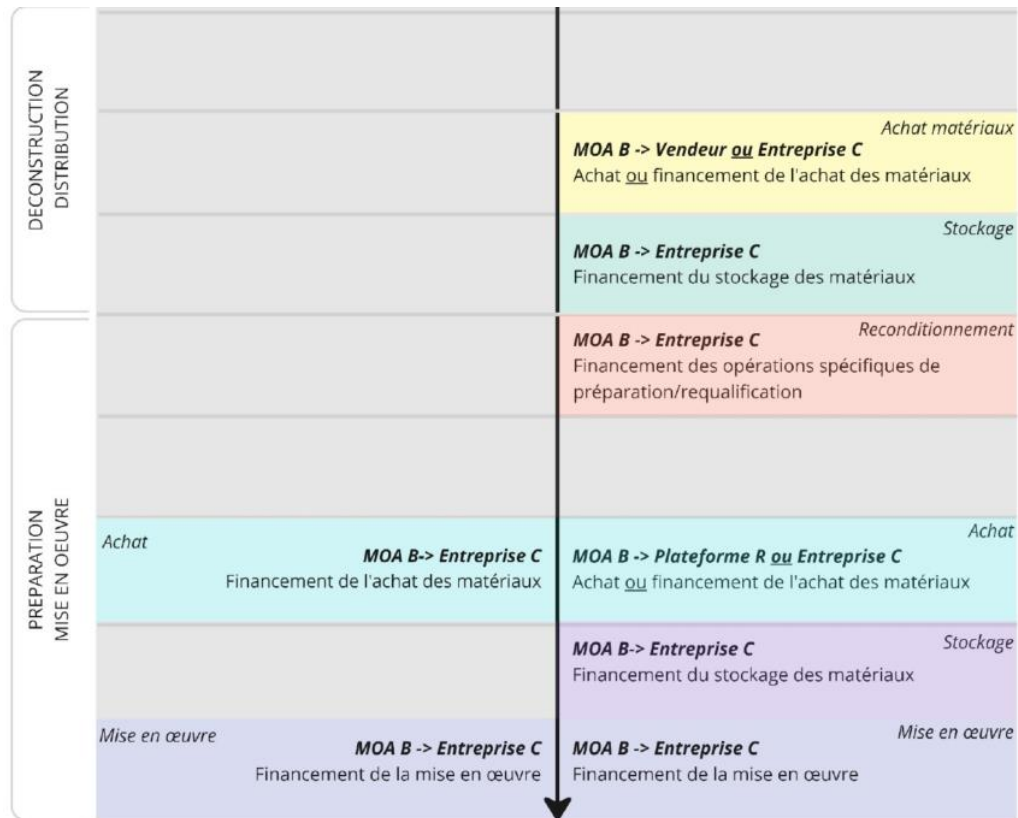 DECONSTRUCTION
DISTRIBUTION
Achat matériaux
MOA B -> Vendeur ou Entreprise C
Achat ou financement de l'achat des matériaux
Stockage
MOA B -> Entreprise C
Financement du stockage des matériaux
PREPARATION
MISE EN OEUVRE
Reconditionnement
MOA B -> Entreprise C
Financement des opérations spécifiques de
préparation/requalification
Achat
MOA B-> Entreprise C
Financement de l'achat des matériaux
Achat
MOA B -> Plateforme R ou Entreprise C
Achat ou financement de l'achat des matériaux
Stockage
MOA B-> Entreprise C
Financement du stockage des matériaux
Mise en œuvre
MOA B -> Entreprise C
Financement de la mise en œuvre
Mise en œuvre
MOA B -> Entreprise C
Financement de la mise en œuvre